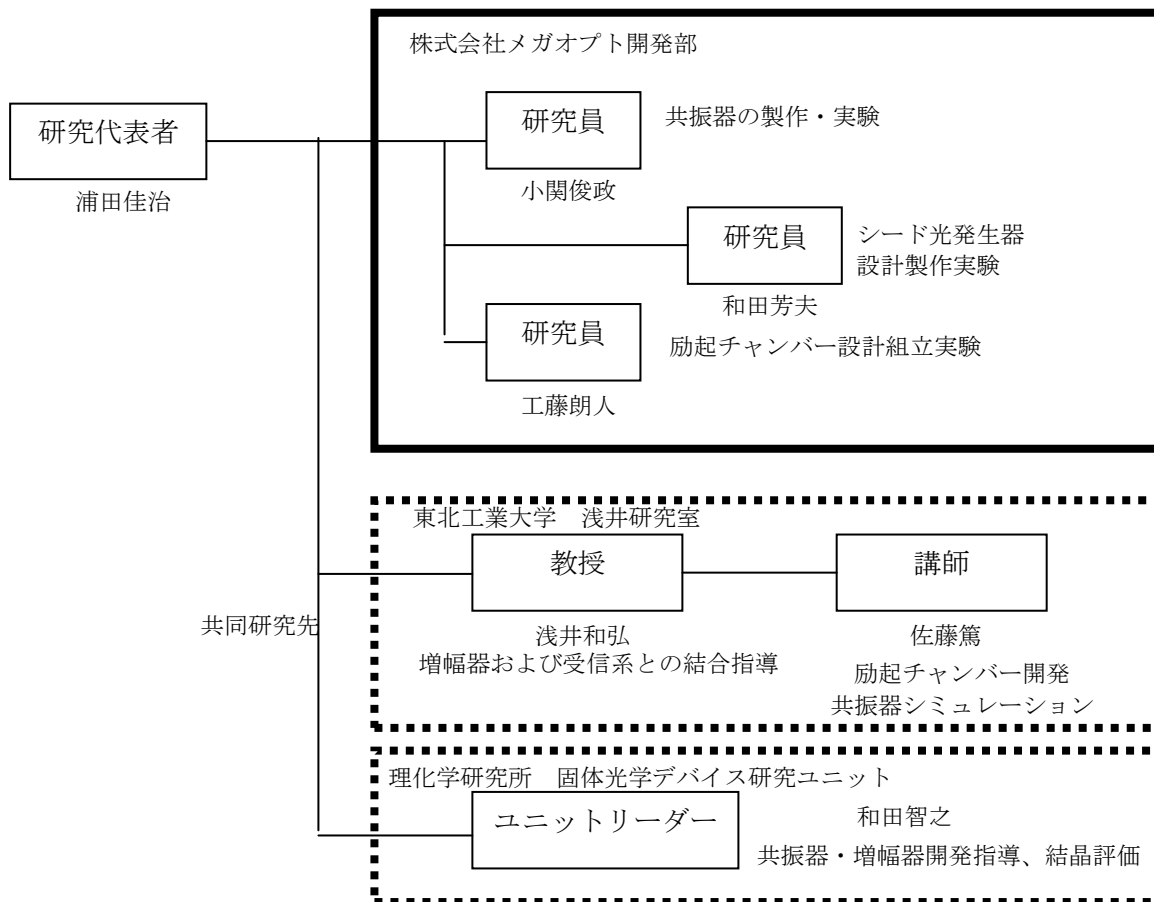 株式会社メガオプト開発部
研究代表者
浦田佳治
研究員
共振器の製作・実験
小関俊政
研究員
シード光発生器
設計製作実験
和田芳夫
研究員
励起チャンバー設計組立実験
工藤朗人
共同研究先
東北工業大学　浅井研究室
教授
講師
浅井和弘
増幅器および受信系との結合指導
佐藤篤
励起チャンバー開発
共振器シミュレーション
理化学研究所　固体光学デバイス研究ユニット
ユニットリーダー
和田智之
共振器・増幅器開発指導、結晶評価